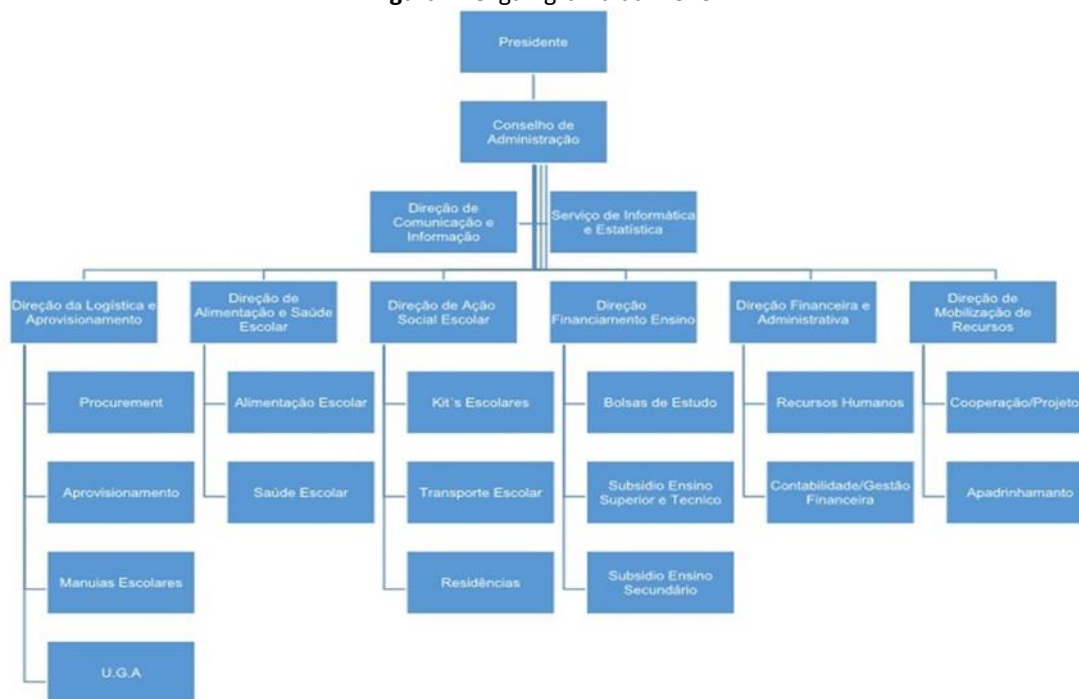 Presidente
Conselho de
Administração
Direção de
Comunicação e
Informação
Serviço de Informática
e Estatística
Direção da Logística e
Aprovisionamento
Direção de
Alimentação e Saúde
Escolar
Direção de Ação
Social Escolar
Direção
Financiamento Ensino
Direção Financeira e
Administrativa
Direção de
Mobilização de
Recursos
Procurement
Aprovisionamento
Manuias Escolares
U.G.A
Alimentação Escolar
Saúde Escolar
Kit`s Escolares
Transporte Escolar
Residências
Bolsas de Estudo
Subsidio Ensino
Superior e Tecnico
Subsídio Ensino
Secundário
Recursos Humanos
Contabilidade/Gestão
Financeira
Cooperação/Projeto
Apadrinhamanto